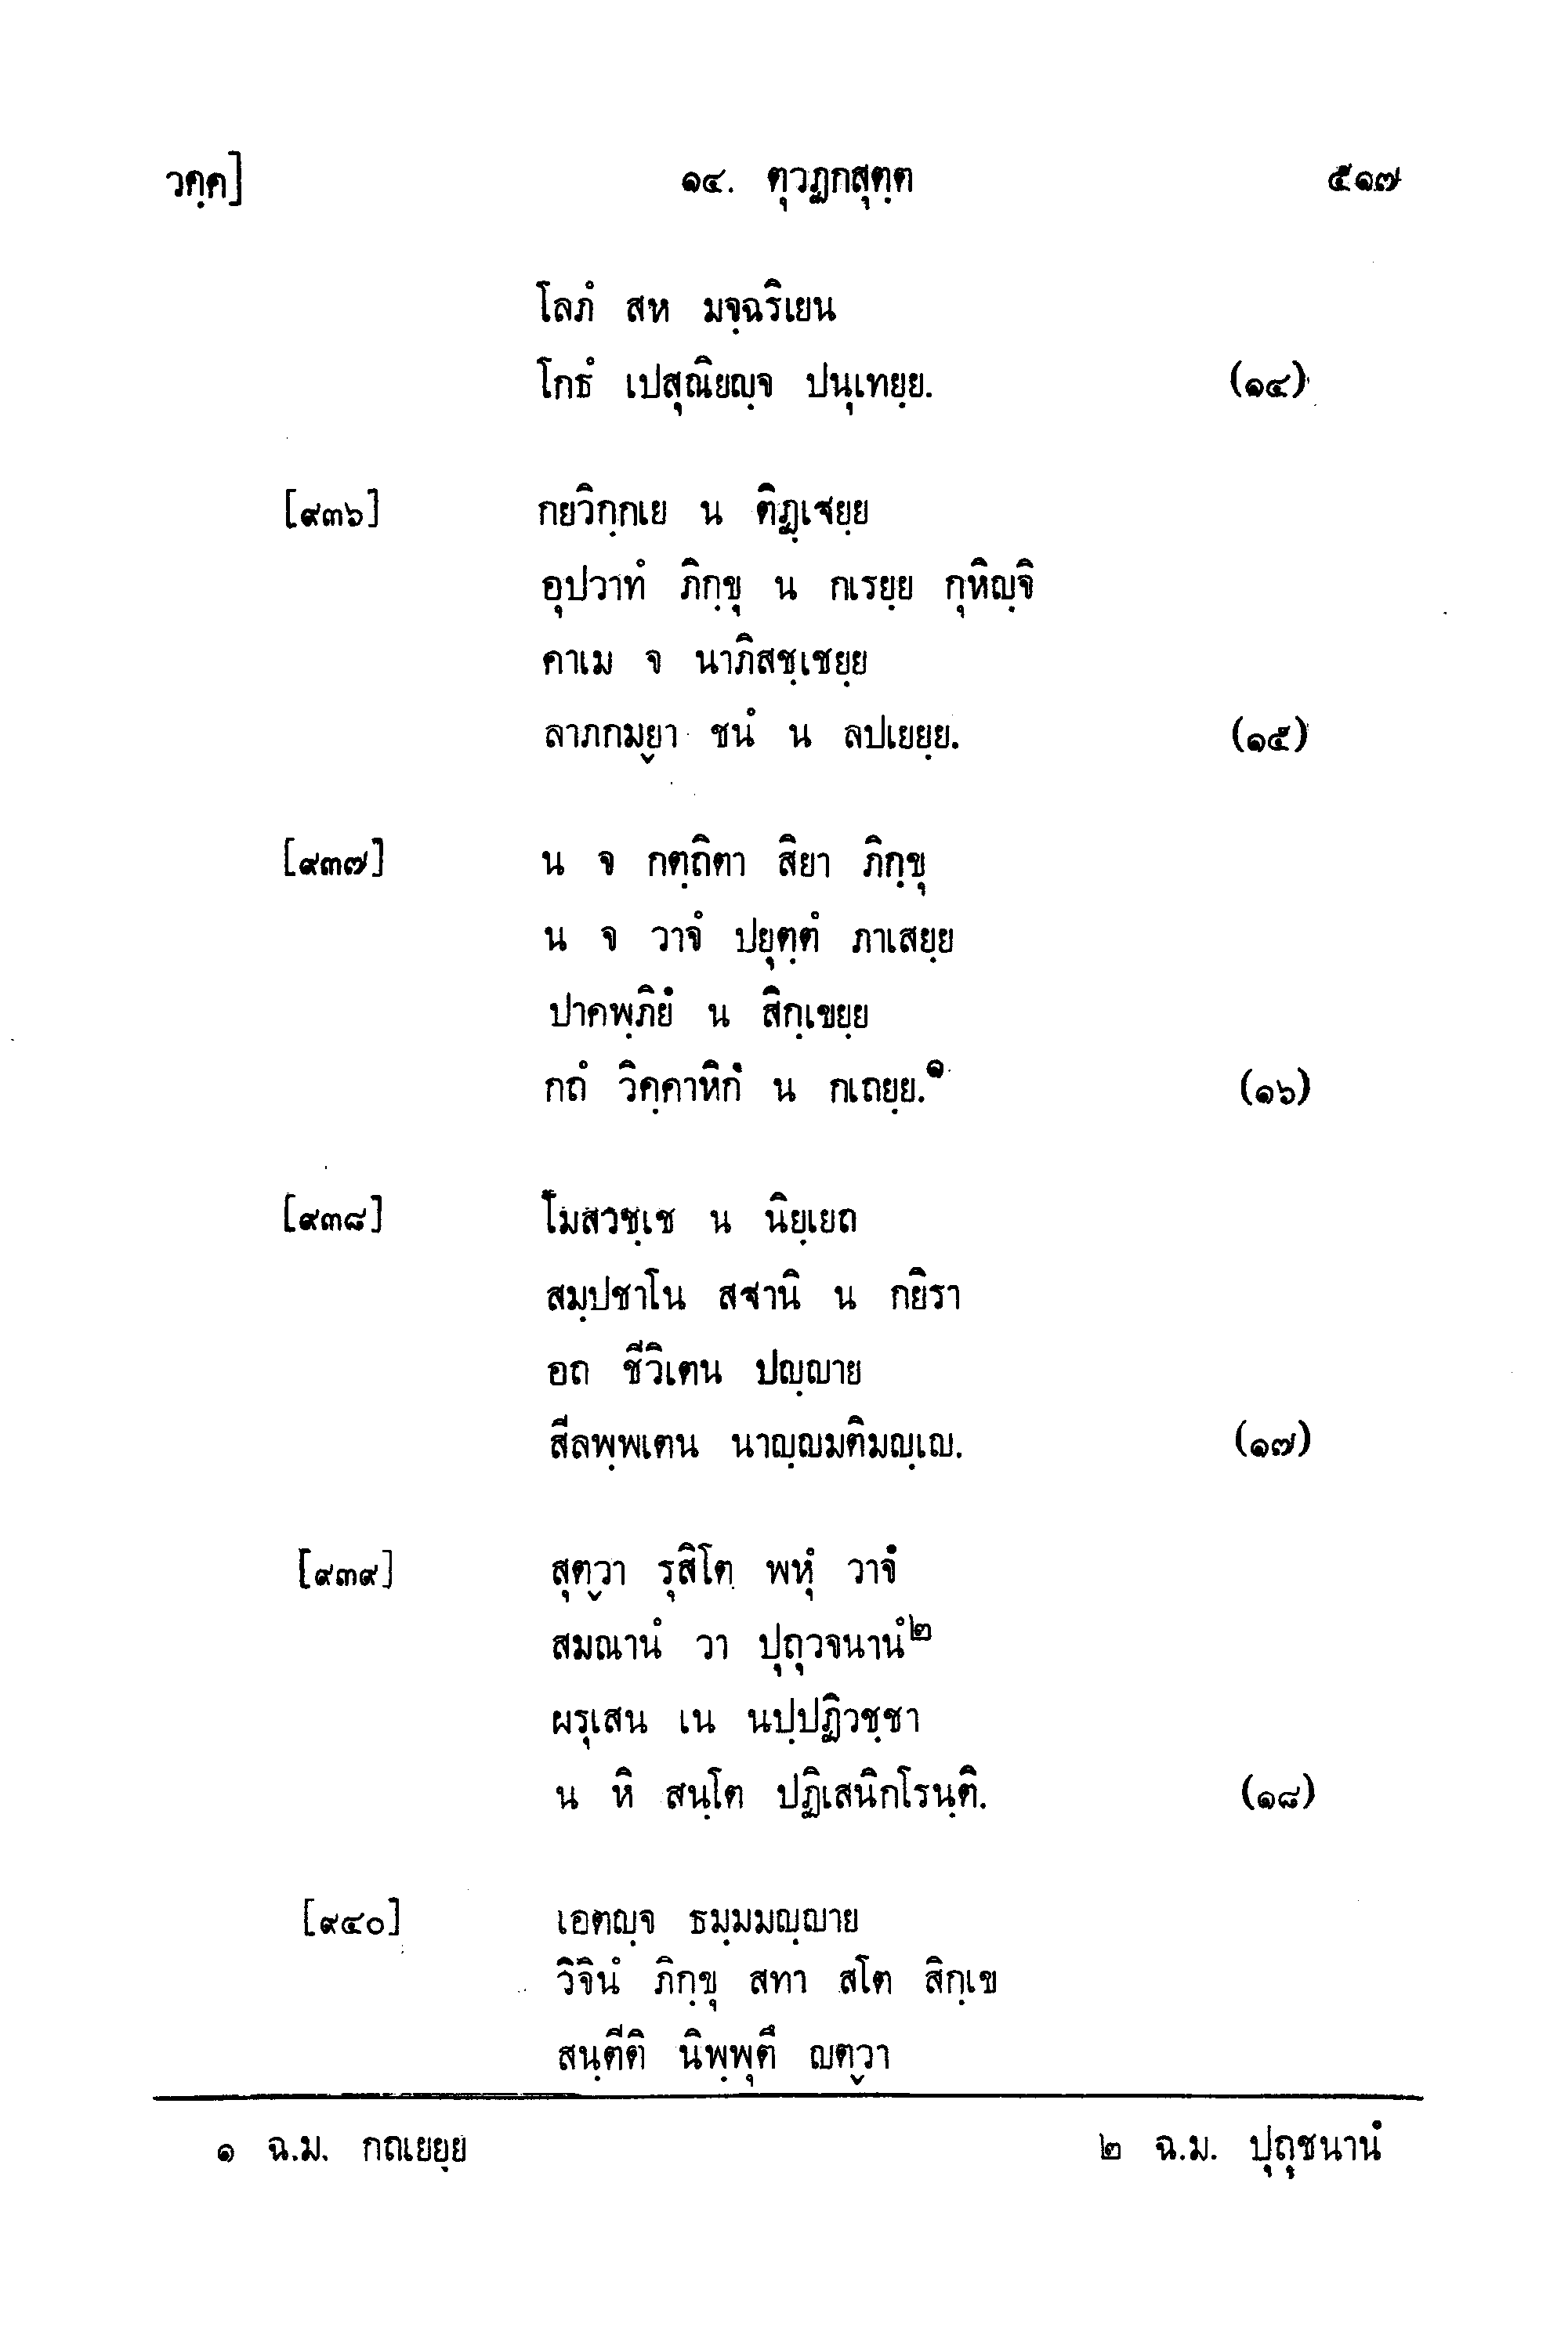 วคฺค] ๑๔. ตุวฏกสุตฺต ๕๑๗
โลภํ สห มจฺฉริเยน
โกธํ เปสุณิยญฺจ ปนุเทยฺย. (๑๔)
[๙๓๖] กยวิกฺกเย น ติฏฺเฐยฺย
อุปวาทํ ภิกฺขุ น กเรยฺย กุหิญฺจิ
คาเม จ นาภิสชฺเชยฺย
ลาภกมฺยา ชนํ น ลปเยยฺย. (๑๕)
[๙๓๗] น จ กตฺถิตา สิยา ภิกฺขุ
น จ วาจํ ปยุตฺตํ ภาเสยฺย
ปาคพฺภิยํ น สิกฺเขยฺย
กถํ วิคฺคาหิกํ น กเถยฺย.๑ (๑๖)
[๙๓๘] โมสวชฺเช น นิยฺเยถ
สมฺปชาโน สฐานิ น กยิรา
อถ ชีวิเตน ปญฺญาย
สีลพฺพเตน นาญฺญมติมญฺเญ. (๑๗)
[๙๓๙] สุตฺวา รุสิโต พหุํ วาจํ
สมณานํ วา ปุถุวจนานํ๒
ผรุเสน เน นปฺปฏิวชฺชา
น หิ สนฺโต ปฏิเสนิกโรนฺติ. (๑๘)
[๙๔๐] เอตญฺจ ธมฺมมญฺญาย
วิจินํ ภิกฺขุ สทา สโต สิกฺเข
สนฺตีติ นิพฺพุตึ ญตฺวา
๑ ฉ.ม. กถเยยฺย ๒ ฉ.ม. ปุถุชนานํ